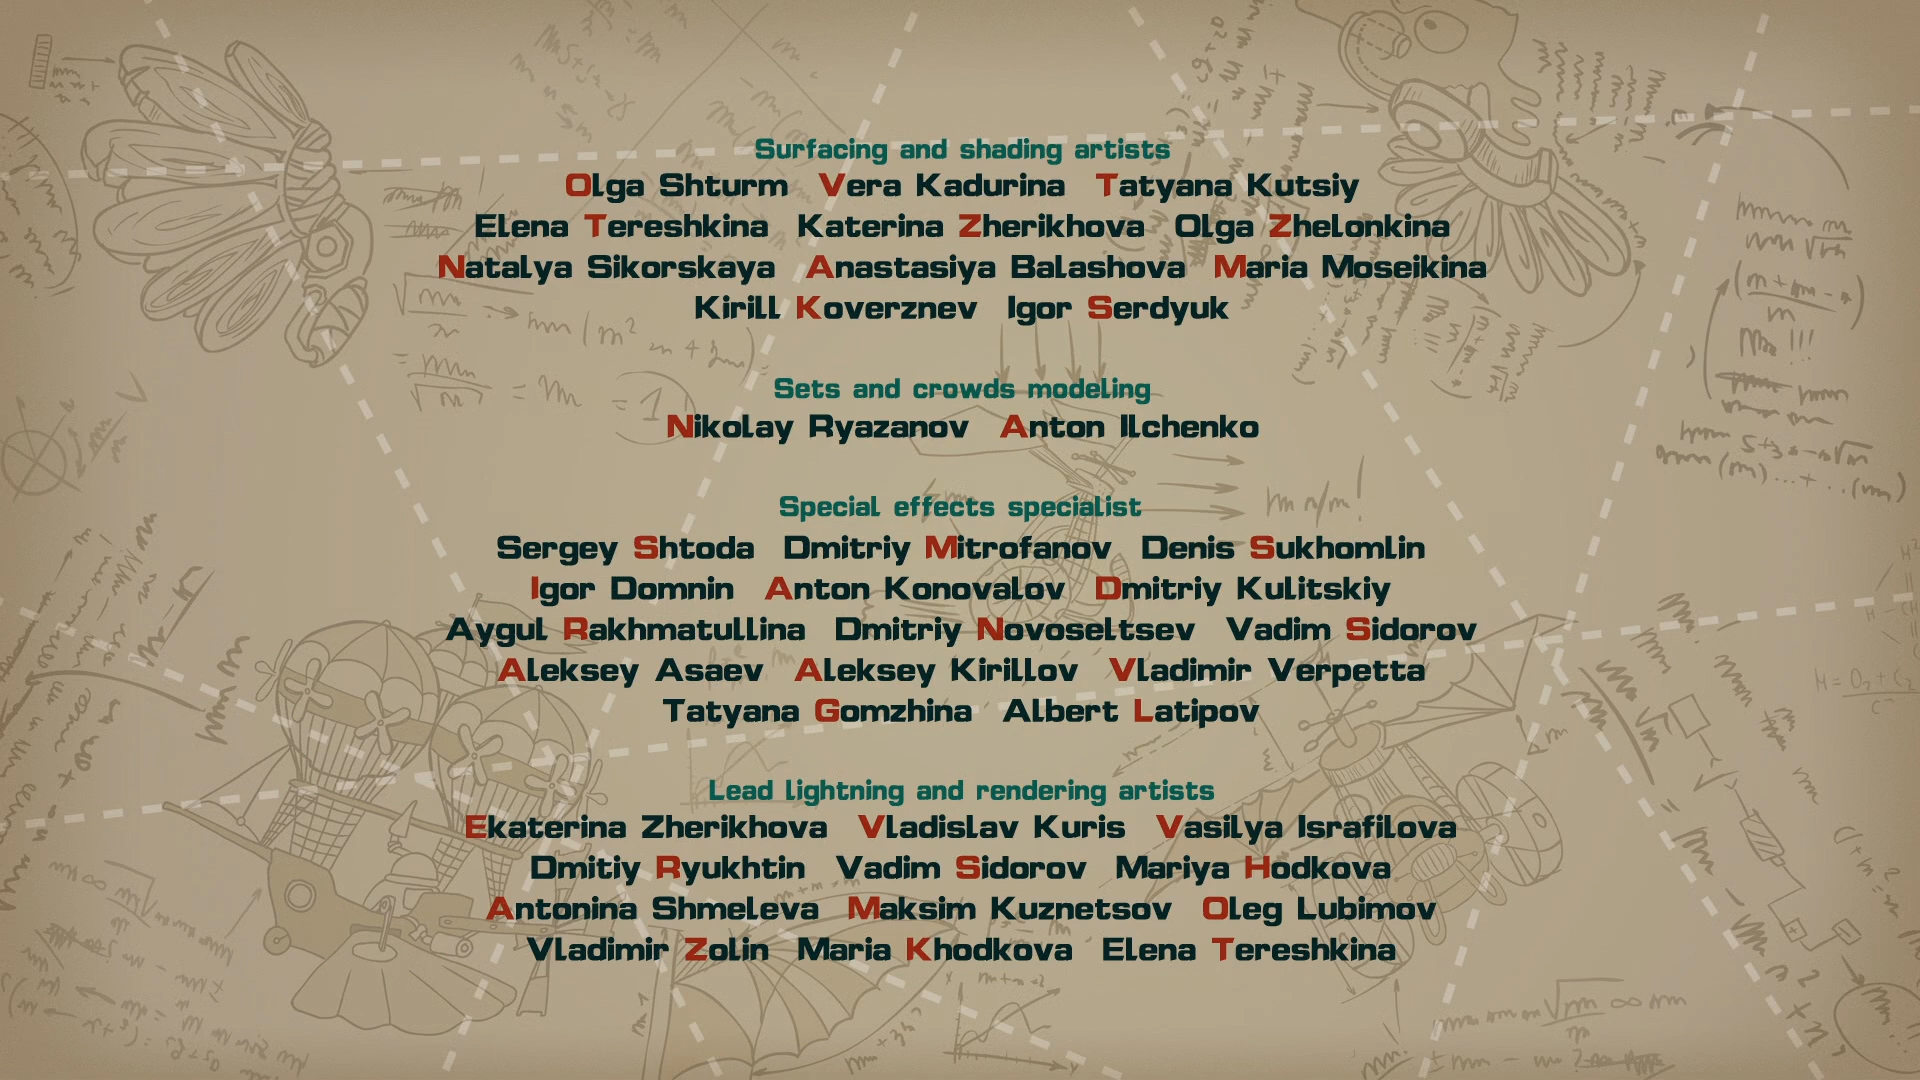 Surfacing and shading artists
Olga Shturm Vera Kadurina Tatyana Kutsiy
Elena Tereshkina Katerina Zherikhova Olga Zhelonkina
Natalya Sikorskaya Anastasiya Balashova Maria Moseikina
Kirill Koverznev Igor Serdyuk
Sets and crowds modeling
Nikolay Ryazanov Anton Ilchenko
Special effects specialist
Sergey Shtoda Dmitriy Mitrofanov Denis Sukhomlin
Igor Domnin Anton Konovalov Dmitriy Kulitskiy
Aygul Rakhmatullina Dmitriy Novoseltsev Vadim Sidorov
Aleksey Asaev Aleksey Kirillov Vladimir Verpetta
Tatyana Gomzhina Albert Latipov
Lead lightning and rendering artists
Ekaterina Zherikhova Vladislav Kuris Vasilya Israfilova
Dmitiy Ryukhtin Vadim Sidorov Mariya Hodkova
Antonina Shmeleva Maksim Kuznetsov Oleg Lubimov
Vladimir Zolin Maria Khodkova Elena Tereshkina